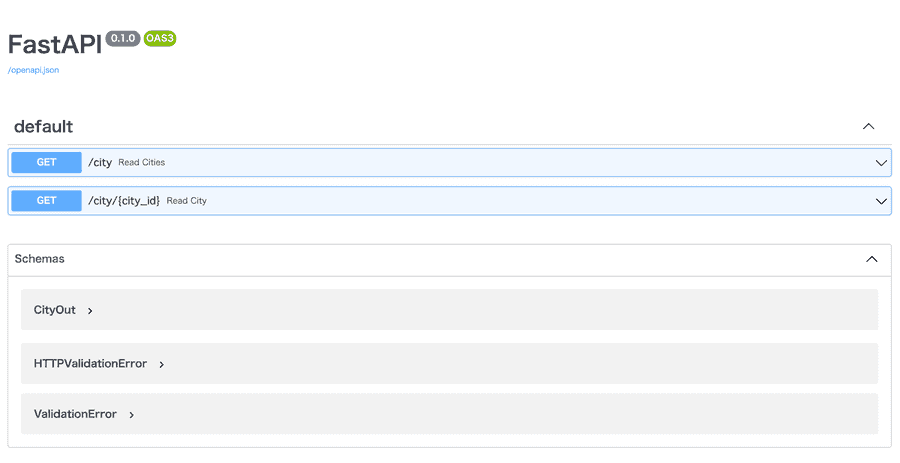 FastAPI 0.1.0 OAS3
/openapi.json
default
GET /city Read Cities
GET /city/{city_id} Read City
Schemas
CityOut
HTTPValidationError
ValidationError